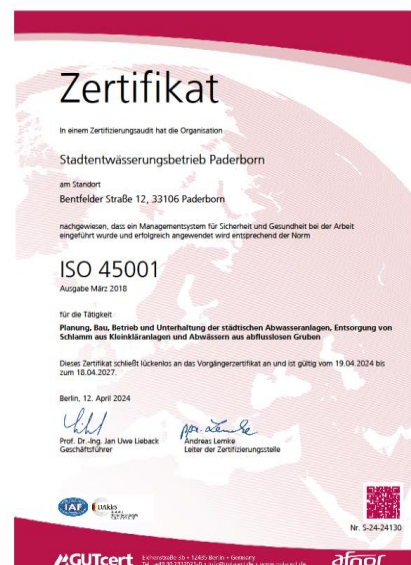 Zertifikat
In einem Zertifizierungsaudit hat die Organisation
Stadtentwässerungsbetrieb Paderborn
am Standort
Bentfelder Straße 12, 33106 Paderborn
nachgewiesen, dass ein Managementsystem für Sicherheit und Gesundheit bei der Arbeit
eingeführt wurde und erfolgreich angewendet wird entsprechend der Norm
ISO 45001
Ausgabe März 2018
für die Tätigkeit
Planung, Bau, Betrieb und Unterhaltung der städtischen Abwasseranlagen, Entsorgung von
Schlamm aus Kleinkläranlagen und Abwässern aus abflusslosen Gruben
Dieses Zertifikat schließt lückenlos an das Vorgängerzertifikat an und ist gültig vom 19.04.2024 bis
zum 18.04.2027.
Berlin, 12. April 2024
Prof. Dr.-Ing. Jan Uwe Lieback
Geschäftsführer
Andreas Lemke
Leiter der Zertifizierungsstelle
IAF
DAkkS
Nr. S-24-24130
GUTcert
Eichenstraße 3b • 12435 Berlin • Germany
afnor